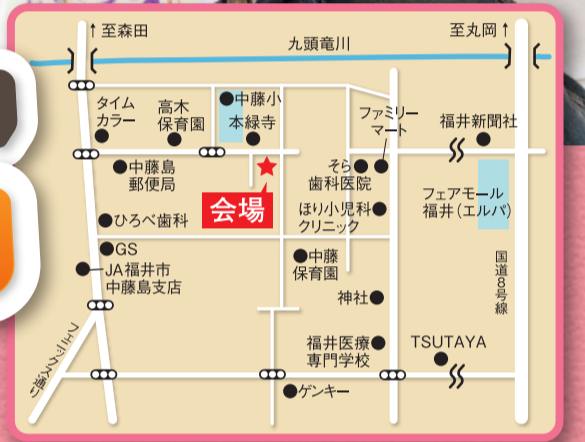 ↑至森田
至丸岡↑
九頭竜川
タイム
カラー
高木
保育園
中藤小
本緑寺
ファミリー
マート
福井新聞社
中藤島
郵便局
そら
歯科医院
会場
フェアモール
福井(エルパ)
ひろべ歯科
ほり小児科
クリニック
GS
JA福井市
中藤島支店
中藤
保育園
国道8号線
神社
フェニックス通り
福井医療
専門学校
TSUTAYA
ゲンキー